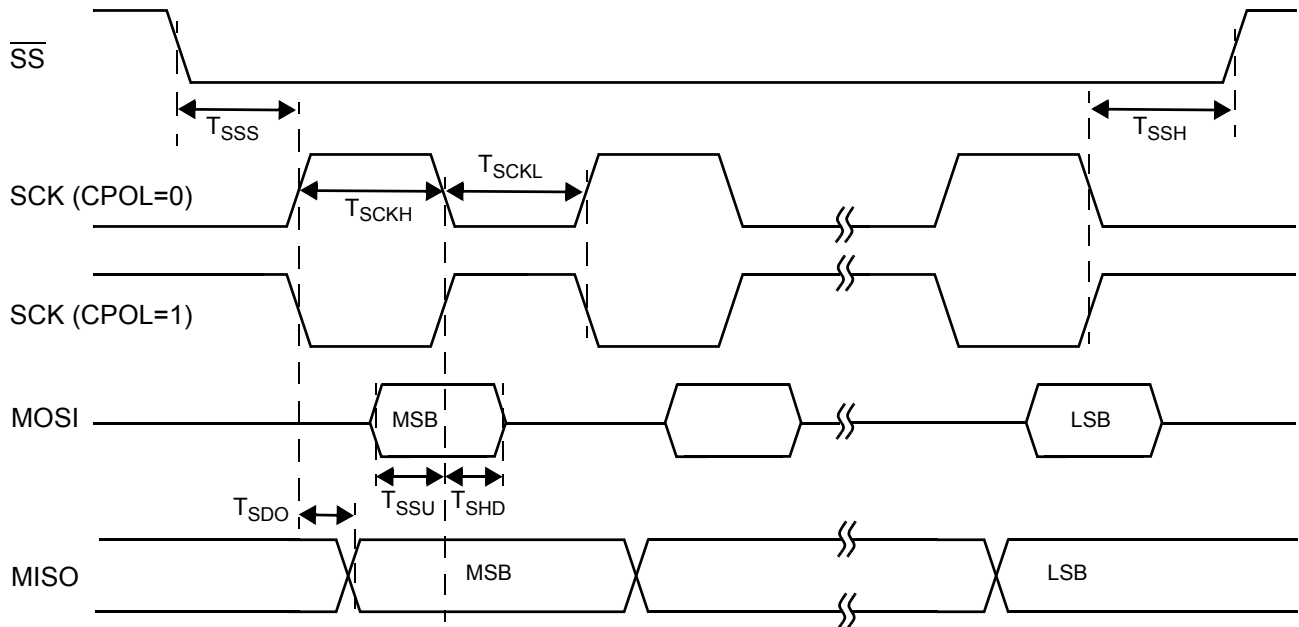 SS
TSSS
TSSH
SCK (CPOL=0)
TSCKH
TSCKL
SCK (CPOL=1)
MOSI
MSB
LSB
TSSU
TSHD
TSDO
MISO
MSB
LSB